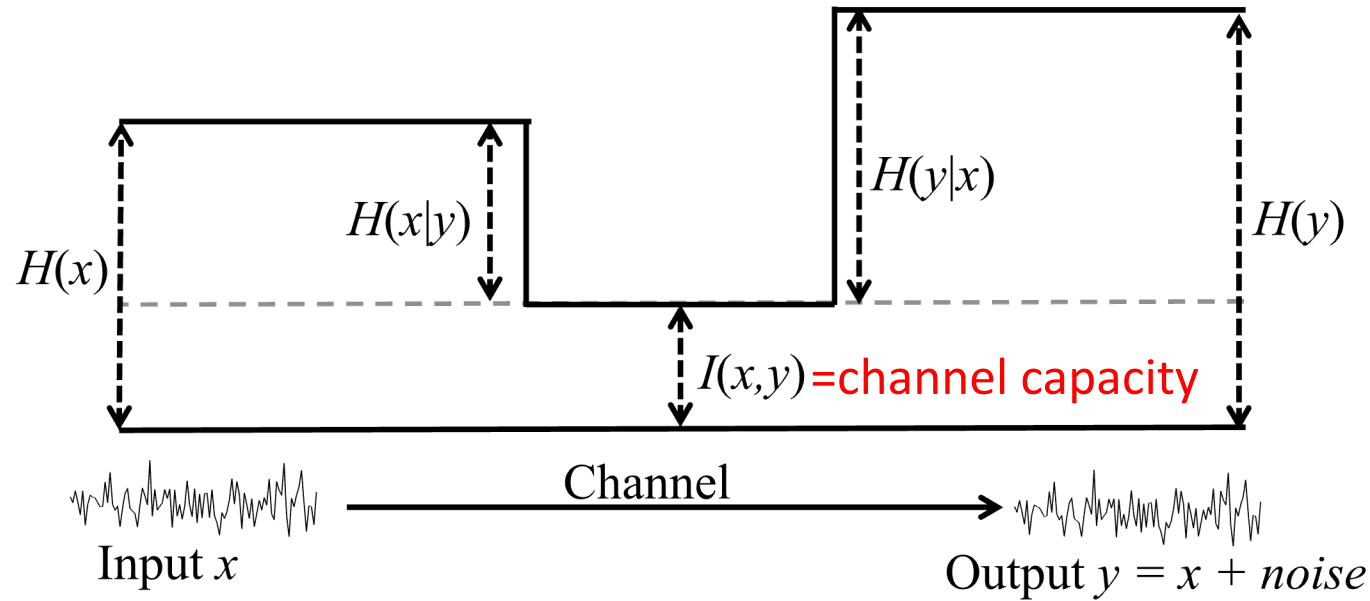 H(y|x)
H(x|y)
H(y)
H(x)
I(x,y) =channel capacity
Channel
Input x
Output y = x + noise